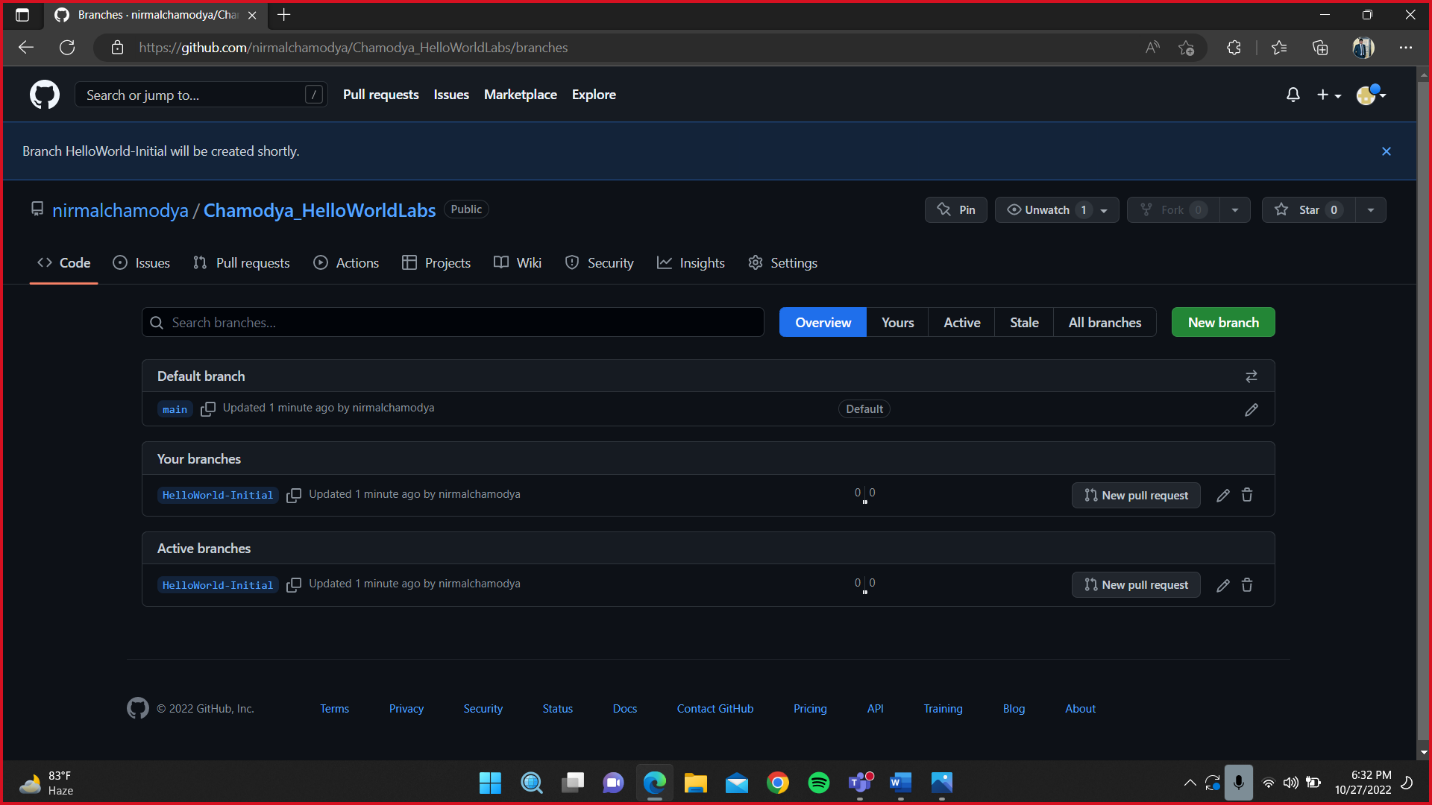 Branches · nirmalchamodya/Cha
https://github.com/nirmalchamodya/Chamodya_HelloWorldLabs/branches
Search or jump to... / Pull requests Issues Marketplace Explore
Branch HelloWorld-Initial will be created shortly.
nirmalchamodya / Chamodya_HelloWorldLabs Public Pin Unwatch 1 Fork 0 Star 0
Code Issues Pull requests Actions Projects Wiki Security Insights Settings
Search branches... Overview Yours Active Stale All branches New branch
Default branch
main Updated 1 minute ago by nirmalchamodya Default
Your branches
HelloWorld-Initial Updated 1 minute ago by nirmalchamodya 0 0 New pull request
Active branches
HelloWorld-Initial Updated 1 minute ago by nirmalchamodya 0 0 New pull request
© 2022 GitHub, Inc. Terms Privacy Security Status Docs Contact GitHub Pricing API Training Blog About
83°F
Haze
6:32 PM
10/27/2022